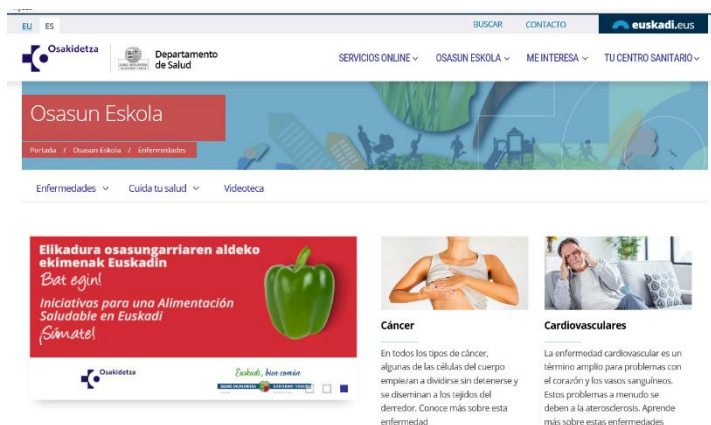 EU ES
BUSCAR CONTACTO euskadi.eus
Osakidetza
Departamento
de Salud
SERVICIOS ONLINE OSASUN ESKOLA ME INTERESA TU CENTRO SANITARIO
Osasun Eskola
Portada / Osasun Eskola / Enfermedades
Enfermedades Cuida tu salud Videoteca
Elikadura osasungarriaren aldeko
ekimenak Euskadin
Bat egin!
Iniciativas para una Alimentación
Saludable en Euskadi
¡Súmate!
Osakidetza
Euskadi, bien común
EUSKO JAURLARITZA GOBIERNO VASCO
Cáncer
En todos los tipos de cáncer,
algunas de las células del cuerpo
empiezan a dividirse sin detenerse y
se diseminan a los tejidos del
derredor. Conoce más sobre esta
enfermedad
Cardiovasculares
La enfermedad cardiovascular es un
término amplio para problemas con
el corazón y los vasos sanguíneos.
Estos problemas a menudo se
deben a la aterosclerosis. Aprende
más sobre estas enfermedades